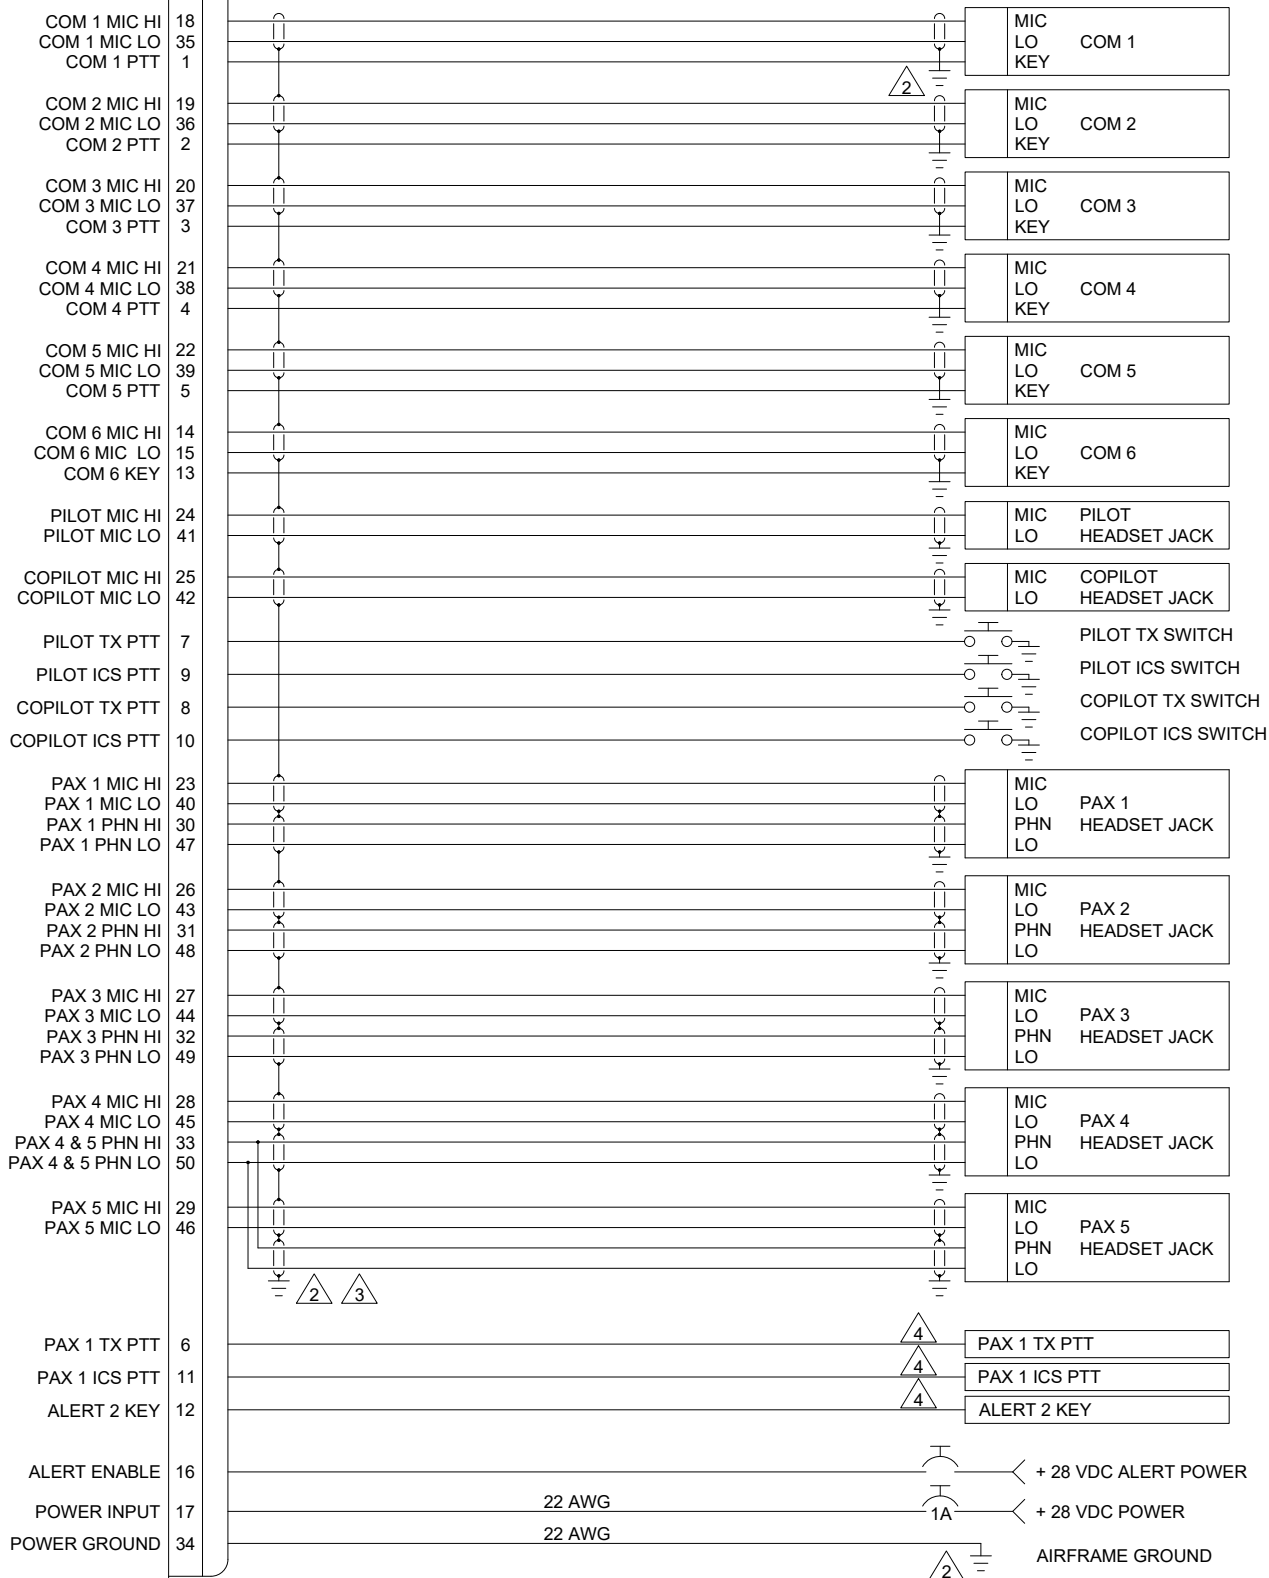 COM 1 MIC HI 18 MIC
COM 1 MIC LO 35 LO COM 1
COM 1 PTT 1 KEY
2
COM 2 MIC HI 19 MIC
COM 2 MIC LO 36 LO COM 2
COM 2 PTT 2 KEY
COM 3 MIC HI 20 MIC
COM 3 MIC LO 37 LO COM 3
COM 3 PTT 3 KEY
COM 4 MIC HI 21 MIC
COM 4 MIC LO 38 LO COM 4
COM 4 PTT 4 KEY
COM 5 MIC HI 22 MIC
COM 5 MIC LO 39 LO COM 5
COM 5 PTT 5 KEY
COM 6 MIC HI 14 MIC
COM 6 MIC LO 15 LO COM 6
COM 6 KEY 13 KEY
PILOT MIC HI 24 MIC PILOT
PILOT MIC LO 41 LO HEADSET JACK
COPILOT MIC HI 25 MIC COPILOT
COPILOT MIC LO 42 LO HEADSET JACK
PILOT TX PTT 7 PILOT TX SWITCH
PILOT ICS PTT 9 PILOT ICS SWITCH
COPILOT TX PTT 8 COPILOT TX SWITCH
COPILOT ICS PTT 10 COPILOT ICS SWITCH
PAX 1 MIC HI 23 MIC
PAX 1 MIC LO 40 LO PAX 1
PAX 1 PHN HI 30 PHN HEADSET JACK
PAX 1 PHN LO 47 LO
PAX 2 MIC HI 26 MIC
PAX 2 MIC LO 43 LO PAX 2
PAX 2 PHN HI 31 PHN HEADSET JACK
PAX 2 PHN LO 48 LO
PAX 3 MIC HI 27 MIC
PAX 3 MIC LO 44 LO PAX 3
PAX 3 PHN HI 32 PHN HEADSET JACK
PAX 3 PHN LO 49 LO
PAX 4 MIC HI 28 MIC
PAX 4 MIC LO 45 LO PAX 4
PAX 4 & 5 PHN HI 33 PHN HEADSET JACK
PAX 4 & 5 PHN LO 50 LO
PAX 5 MIC HI 29 MIC
PAX 5 MIC LO 46 LO PAX 5
PHN HEADSET JACK
LO
2 3
4
PAX 1 TX PTT 6 PAX 1 TX PTT
4
PAX 1 ICS PTT 11 PAX 1 ICS PTT
4
ALERT 2 KEY 12 ALERT 2 KEY
ALERT ENABLE 16 + 28 VDC ALERT POWER
22 AWG
POWER INPUT 17 1A + 28 VDC POWER
22 AWG
POWER GROUND 34
AIRFRAME GROUND
2